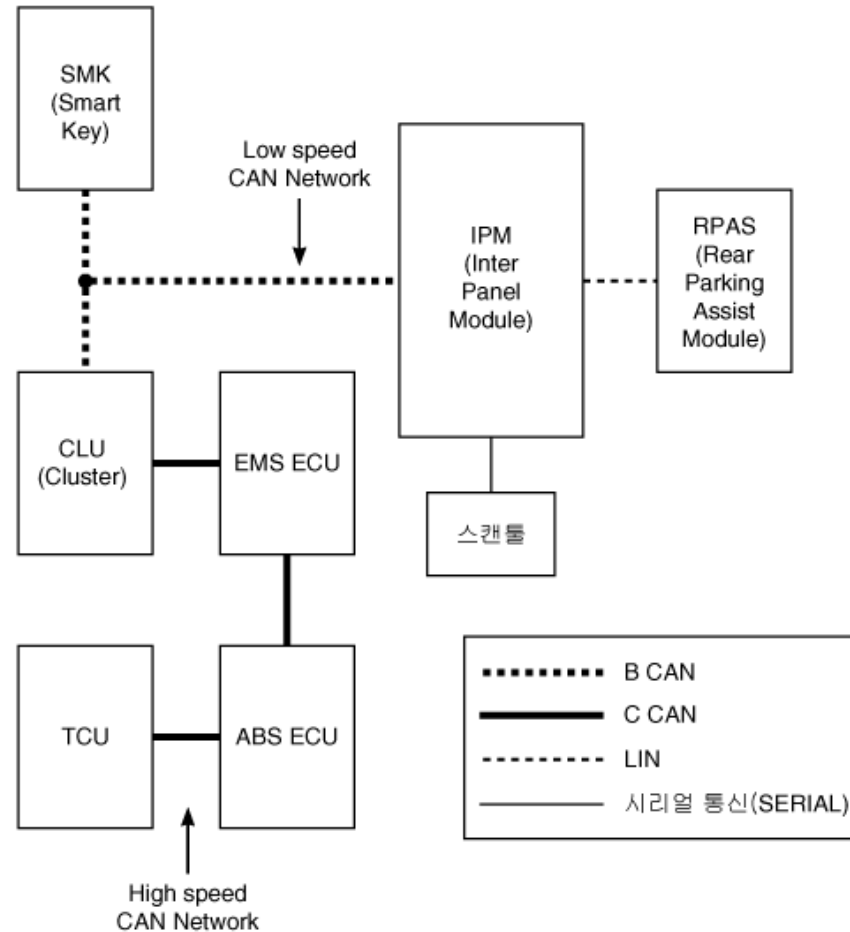 SMK
(Smart
Key)
Low speed
CAN Network
IPM
(Inter
Panel
Module)
RPAS
(Rear
Parking
Assist
Module)
CLU
(Cluster)
EMS ECU
스캔툴
TCU
ABS ECU
B CAN
C CAN
LIN
시리얼 통신(SERIAL)
High speed
CAN Network